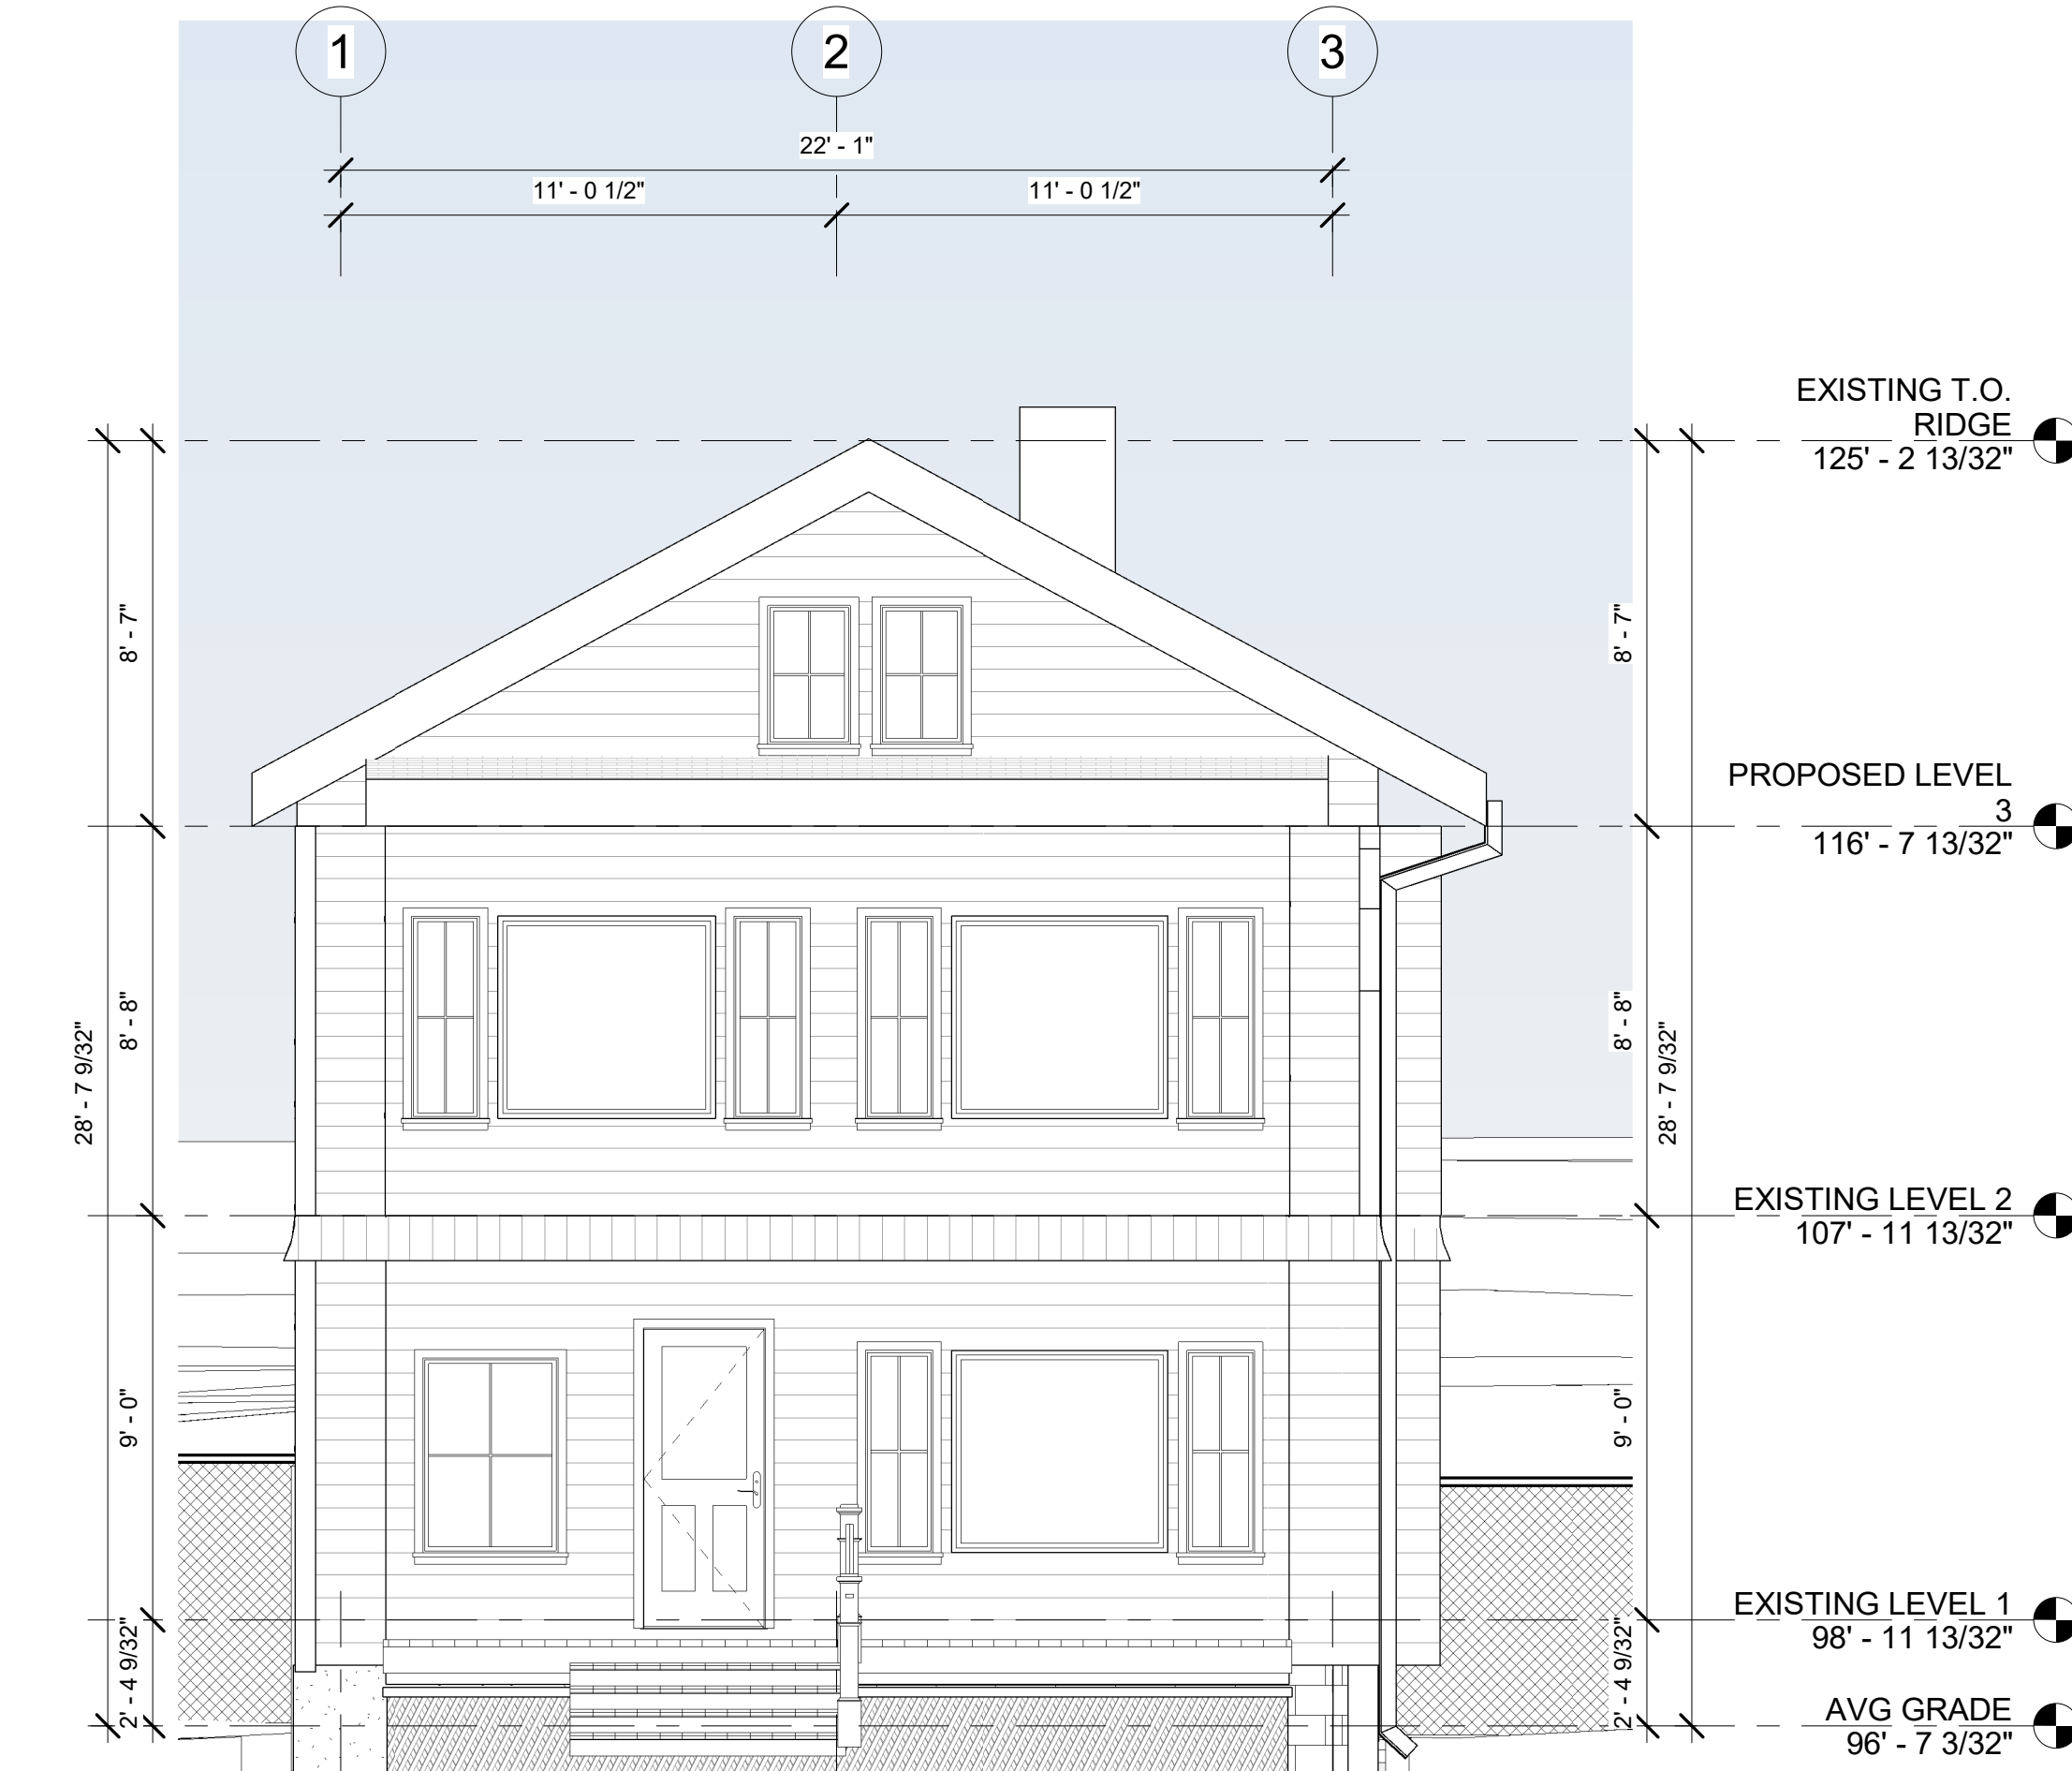 1
2
3
22' - 1"
11' - 0 1/2"
11' - 0 1/2"
EXISTING T.O.
RIDGE
125' - 2 13/32"
8' - 7"
8' - 7"
PROPOSED LEVEL
3
116' - 7 13/32"
8' - 8"
8' - 8"
28' - 7 9/32"
28' - 7 9/32"
EXISTING LEVEL 2
107' - 11 13/32"
9' - 0"
9' - 0"
EXISTING LEVEL 1
98' - 11 13/32"
2' - 4 9/32"
2' - 4 9/32"
AVG GRADE
96' - 7 3/32"